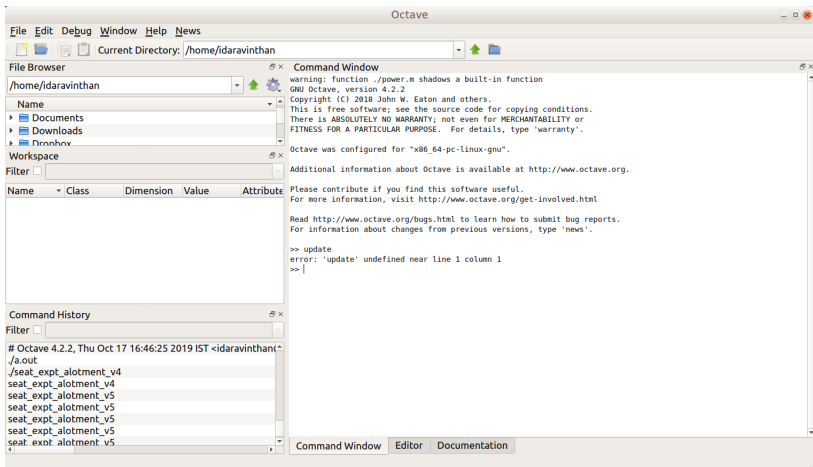 Octave
File Edit Debug Window Help News
Current Directory: /home/idaravinthan
File Browser
/home/idaravinthan
Name
Documents
Downloads
Dropbox
Workspace
Filter
Name Class Dimension Value Attribute
Command History
Filter
# Octave 4.2.2, Thu Oct 17 16:46:25 2019 IST <idaravinthan
./a.out
./seat_expt_alotment_v4
seat_expt_alotment_v4
seat_expt_alotment_v5
seat_expt_alotment_v5
seat_expt_alotment_v5
seat_expt_alotment_v5
seat_expt_alotment_v5
Command Window
warning: function ./power.m shadows a built-in function
GNU Octave, version 4.2.2
Copyright (C) 2018 John W. Eaton and others.
This is free software; see the source code for copying conditions.
There is ABSOLUTELY NO WARRANTY; not even for MERCHANTABILITY or
FITNESS FOR A PARTICULAR PURPOSE.  For details, type 'warranty'.
Octave was configured for "x86_64-pc-linux-gnu".
Additional information about Octave is available at http://www.octave.org.
Please contribute if you find this software useful.
For more information, visit http://www.octave.org/get-involved.html
Read http://www.octave.org/bugs.html to learn how to submit bug reports.
For information about changes from previous versions, type 'news'.
>> update
error: 'update' undefined near line 1 column 1
>>
Command Window Editor Documentation